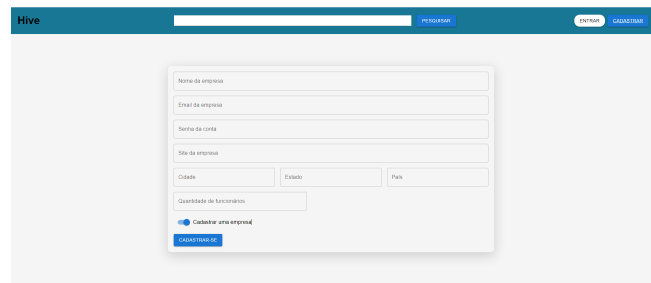 Hive PESQUISAR ENTRAR CADASTRAR
Nome da empresa
Email da empresa
Senha da conta
Site da empresa
Cidade Estado País
Quantidade de funcionários
Cadastrar uma empresa
CADASTRAR-SE